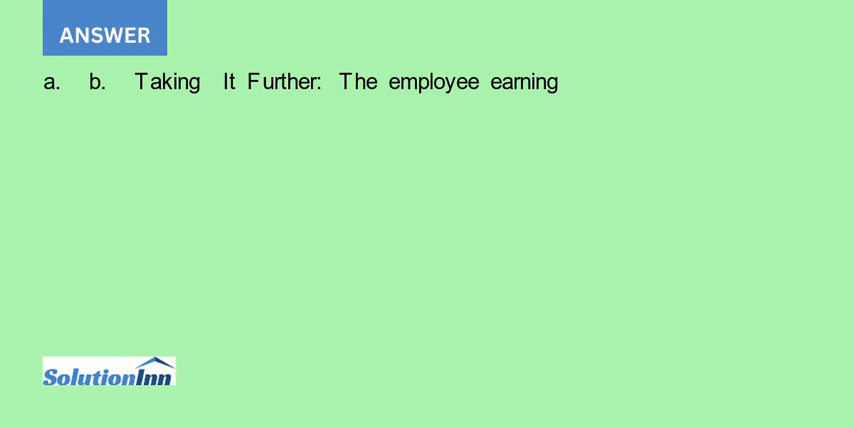 ANSWER
a. b. Taking It Further: The employee earning
SolutionInn